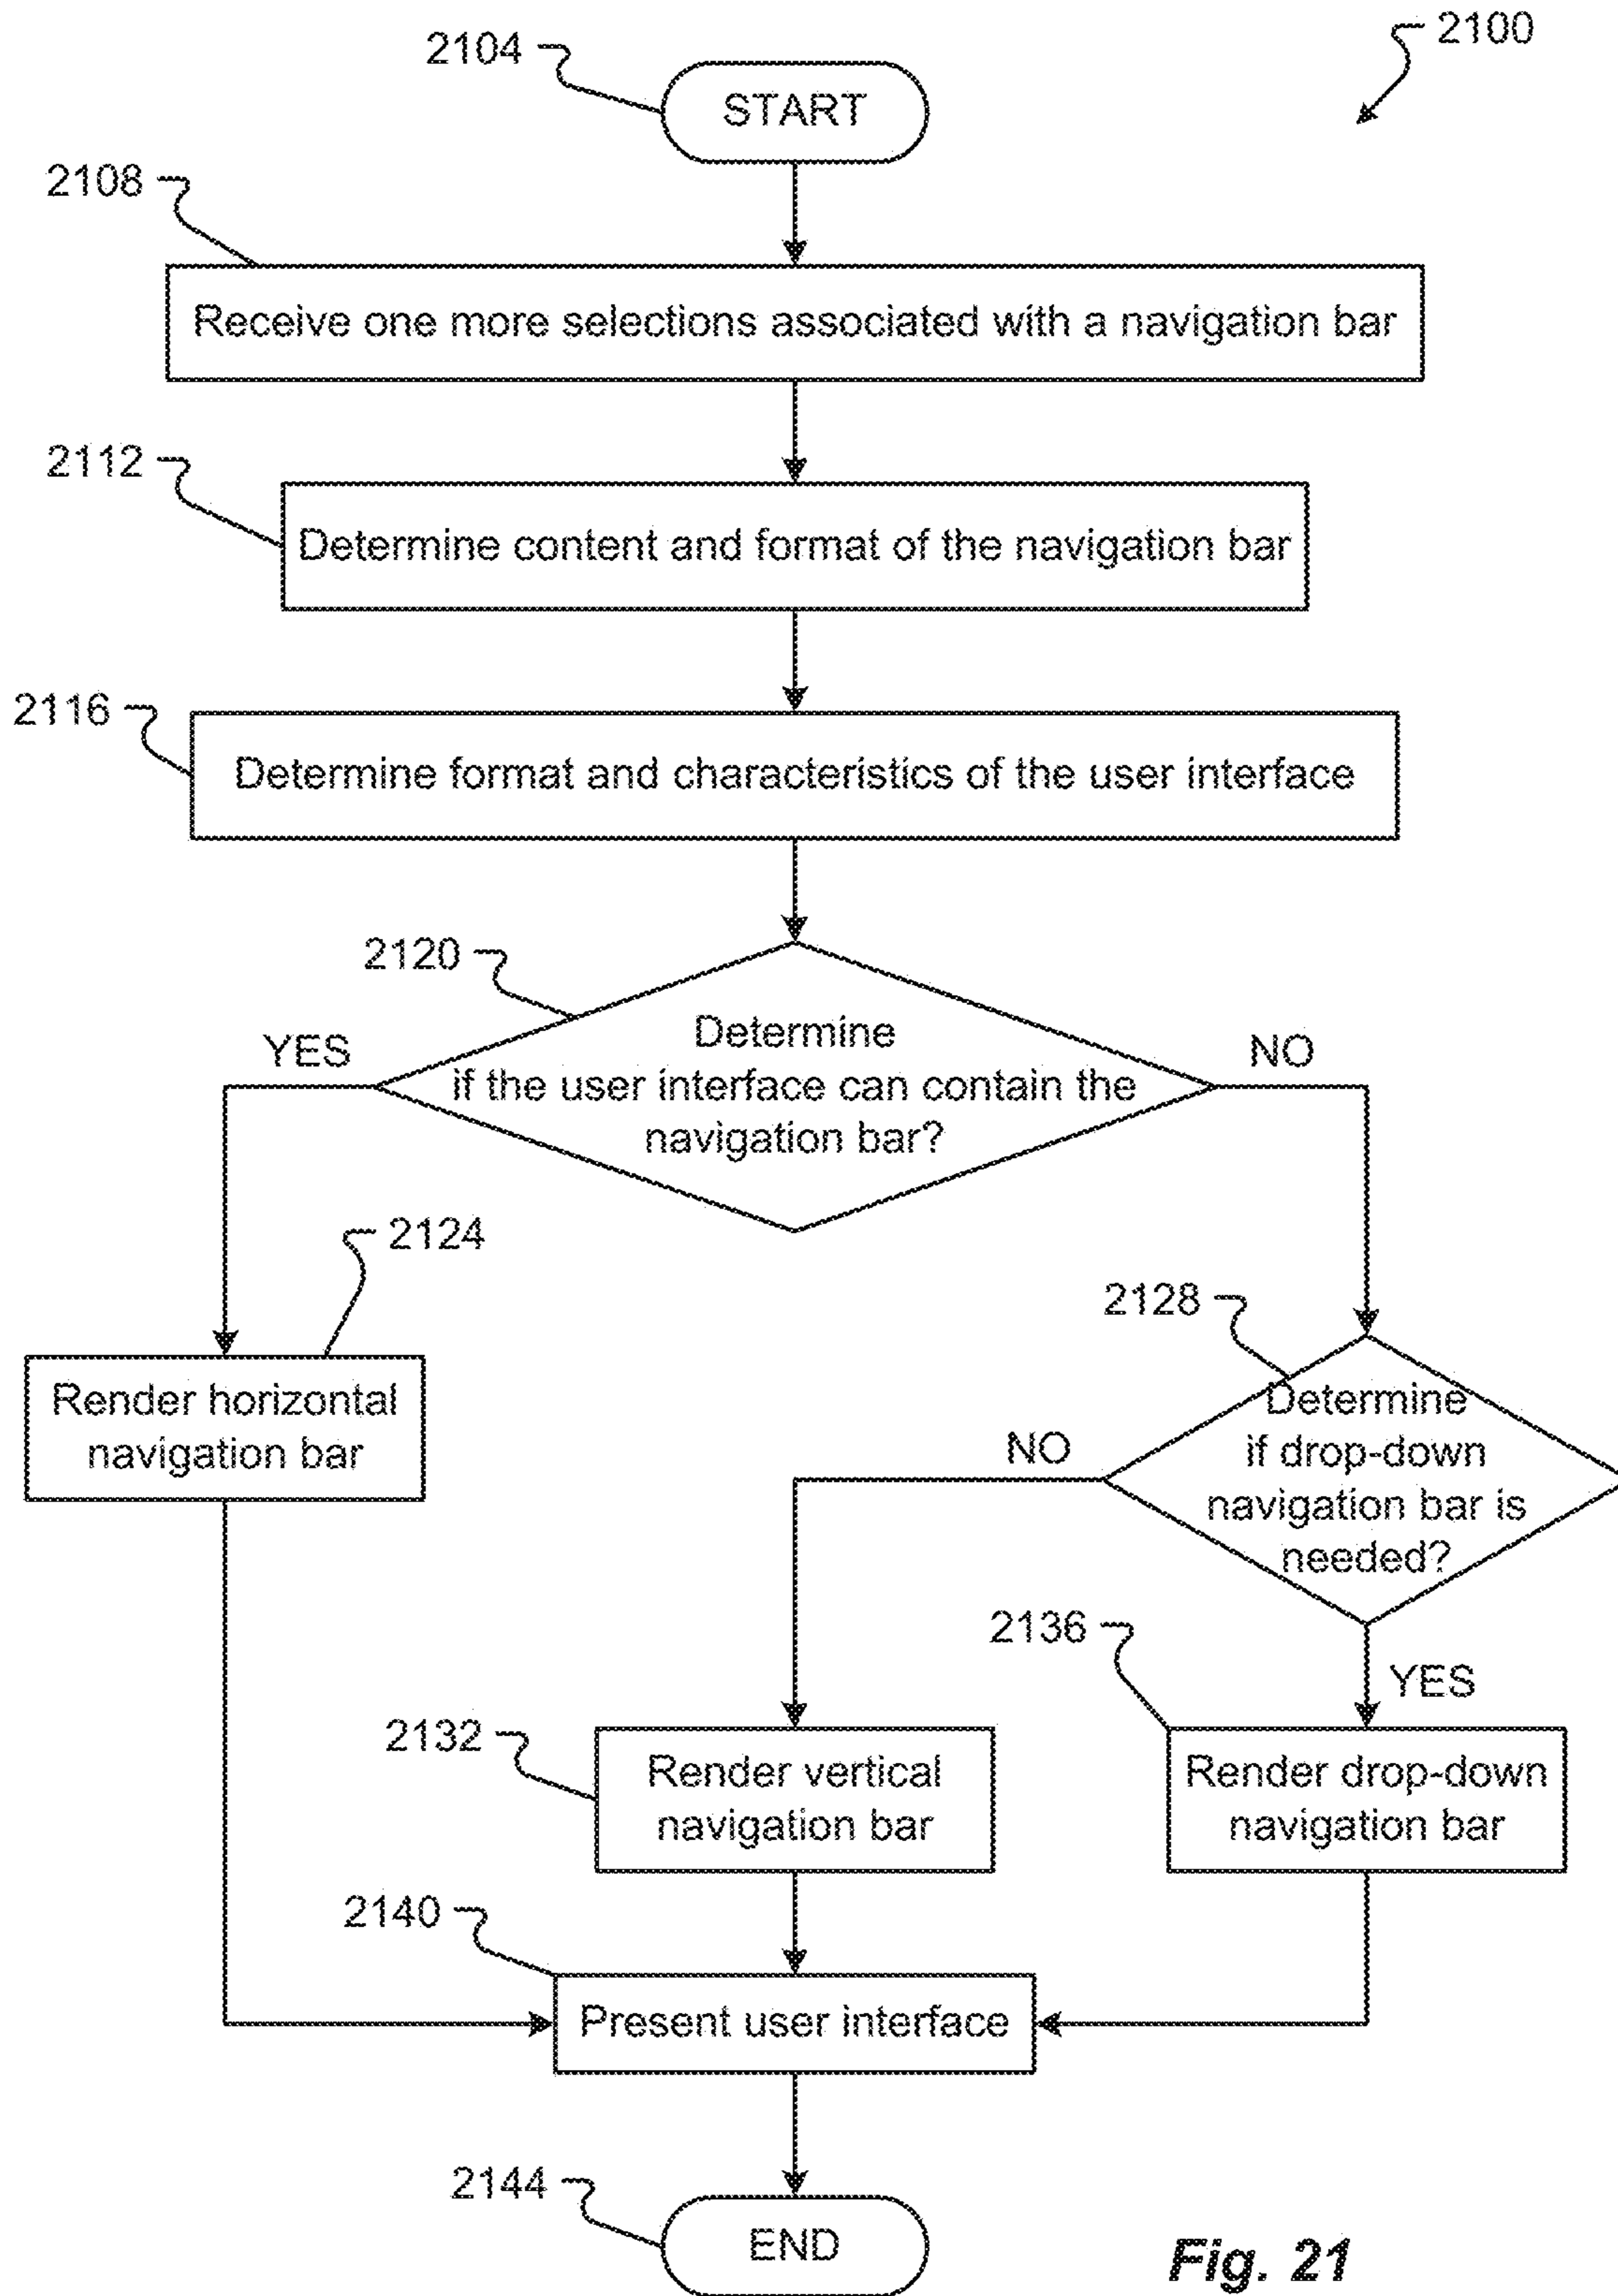 2100
2104
START
2108
Receive one more selections associated with a navigation bar
2112
Determine content and format of the navigation bar
2116
Determine format and characteristics of the user interface
2120
Determine
if the user interface can contain the
navigation bar?
YES
NO
2124
Render horizontal
navigation bar
2128
Determine
if drop-down
navigation bar is
needed?
NO
YES
2132
Render vertical
navigation bar
2136
Render drop-down
navigation bar
2140
Present user interface
2144
END
Fig. 21